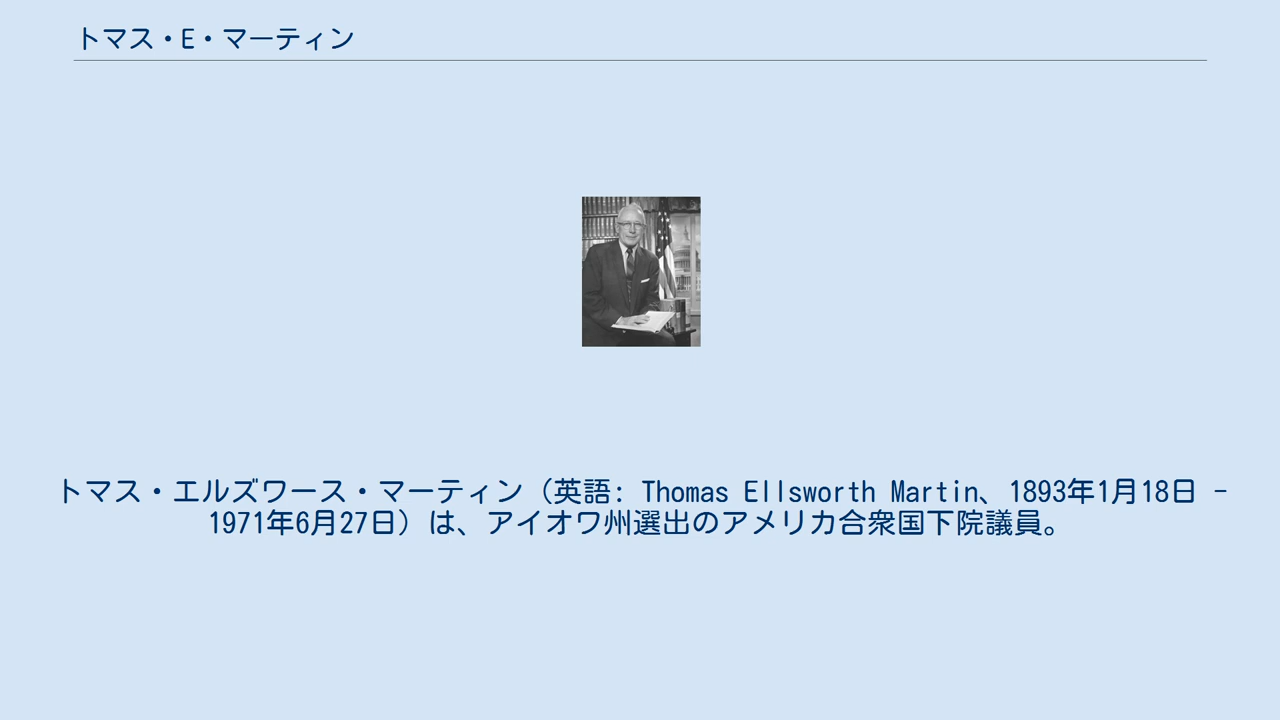 トマス・E・マーティン
トマス・エルズワース・マーティン（英語: Thomas Ellsworth Martin、1893年1月18日 -
1971年6月27日）は、アイオワ州選出のアメリカ合衆国下院議員。